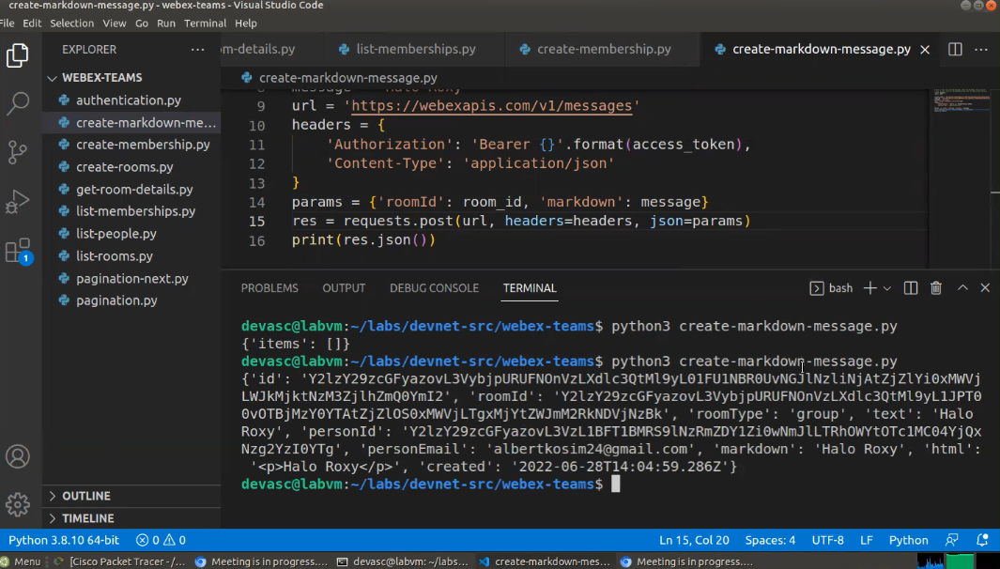 create-markdown-message.py - webex-teams - Visual Studio Code
File Edit Selection View Go Run Terminal Help
EXPLORER
om-details.py list-memberships.py create-membership.py create-markdown-message.py
WEBEX-TEAMS
authentication.py
create-markdown-me...
create-membership.py
create-rooms.py
get-room-details.py
list-memberships.py
list-people.py
list-rooms.py
pagination-next.py
pagination.py
OUTLINE
TIMELINE
1
create-markdown-message.py
9 url = 'https://webexapis.com/v1/messages'
10 headers = {
11 'Authorization': 'Bearer {}'.format(access_token),
12 'Content-Type': 'application/json'
13 }
14 params = {'roomId': room_id, 'markdown': message}
15 res = requests.post(url, headers=headers, json=params)
16 print(res.json())
PROBLEMS OUTPUT DEBUG CONSOLE TERMINAL bash
devasc@labvm:~/labs/devnet-src/webex-teams$ python3 create-markdown-message.py
{'items': []}
devasc@labvm:~/labs/devnet-src/webex-teams$ python3 create-markdown-message.py
{'id': 'Y2lzY29zcGFyazovL3VybjpURUFNOnVzLXdlc3QtMl9yL01FU1NBR0UvNGJlNzliNjAtZjZlYi0xMWVj
LWJkMjktNzM3ZjlhZmQ0YmI2', 'roomId': 'Y2lzY29zcGFyazovL3VybjpURUFNOnVzLXdlc3QtMl9yL1JPT0
0vOTBjMzY0YTAtZjZlOS0xMWVjLTgxMjYtZWJmM2RkNDVjNzBk', 'roomType': 'group', 'text': 'Halo
Roxy', 'personId': 'Y2lzY29zcGFyazovL3VzL1BFT1BMRS9lNzRmZDY1Zi0wNmJlLTRhOWYtOTc1MC04YjQx
Nzg2YzI0YTg', 'personEmail': 'albertkosim24@gmail.com', 'markdown': 'Halo Roxy', 'html':
'<p>Halo Roxy</p>', 'created': '2022-06-28T14:04:59.286Z'}
devasc@labvm:~/labs/devnet-src/webex-teams$
Python 3.8.10 64-bit 0 0 Ln 15, Col 20 Spaces: 4 UTF-8 LF Python
Menu [Cisco Packet Tracer - /... Meeting is in progress... devasc@labvm: ~/labs... create-markdown-mess... Meeting is in progress....